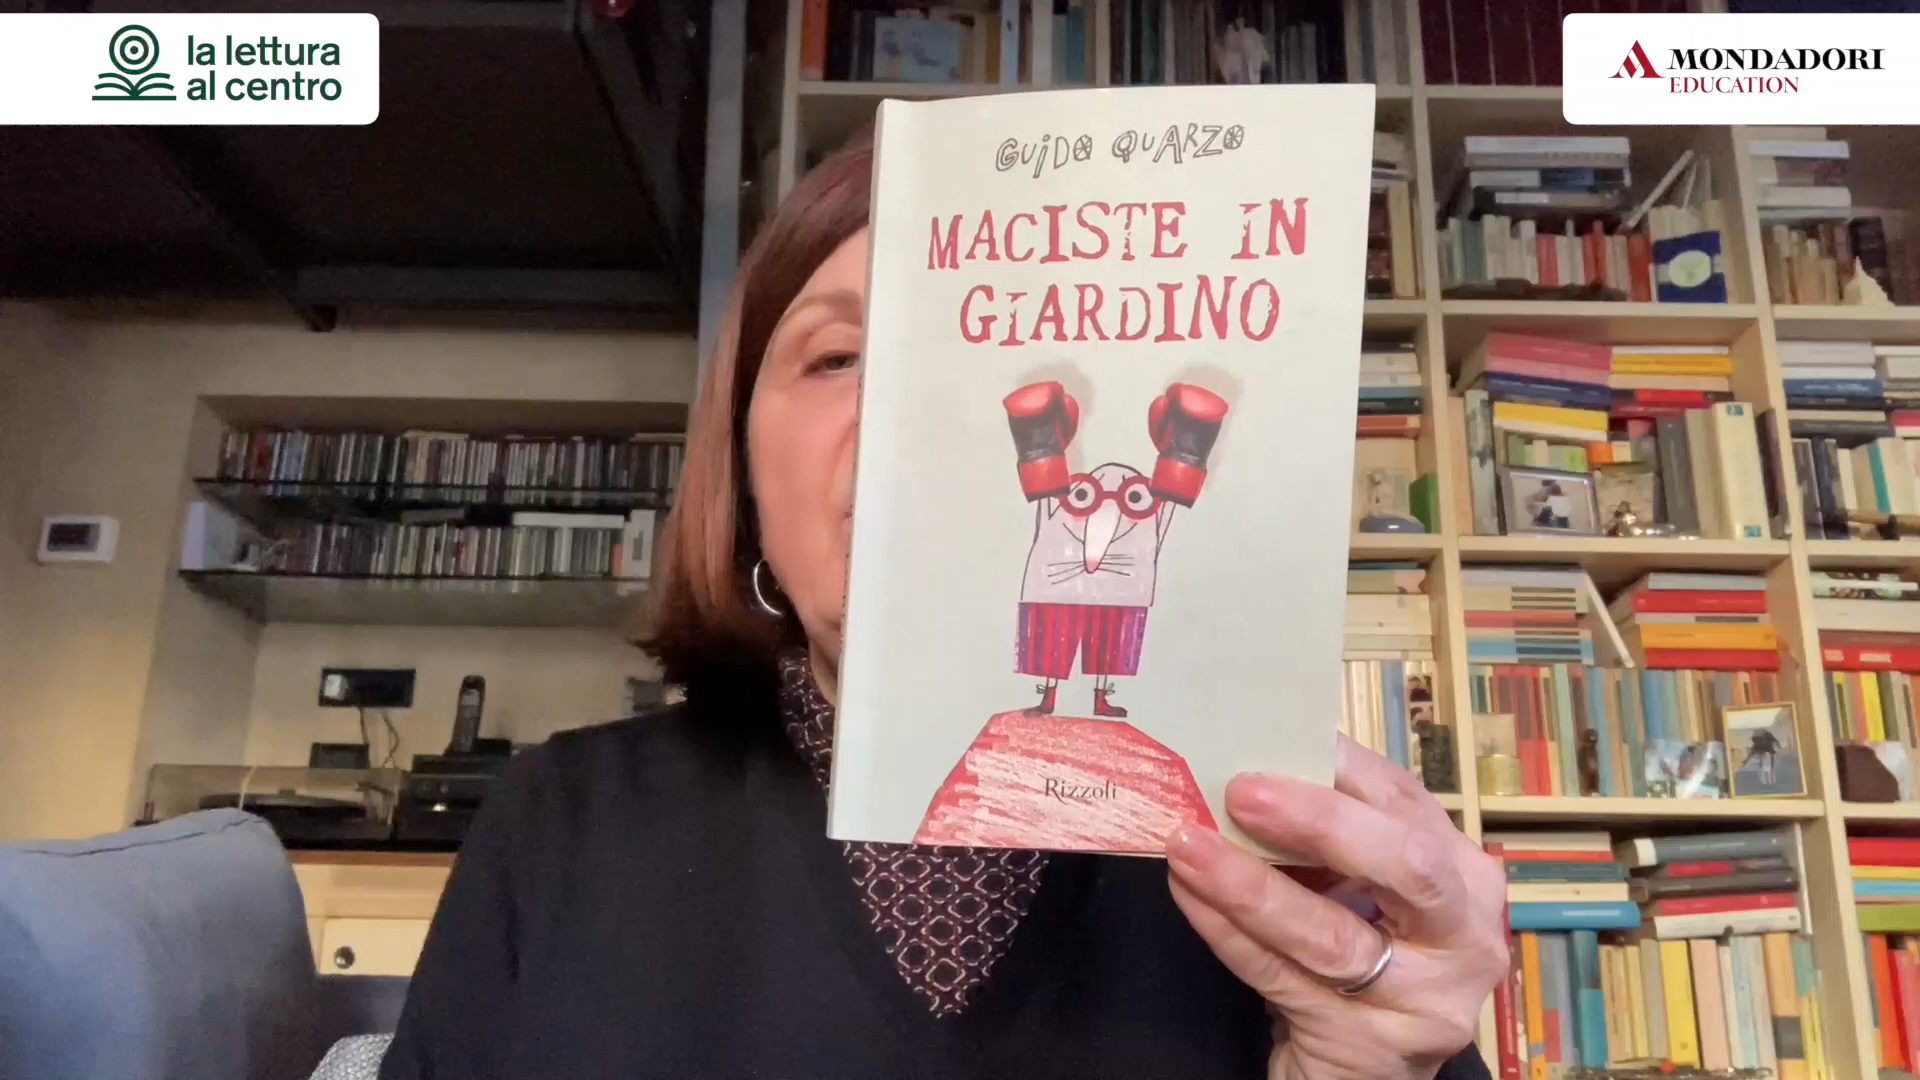 la lettura
al centro
MONDADORI
EDUCATION
GUIDO QUARZO
MACISTE IN
GIARDINO
Rizzoli